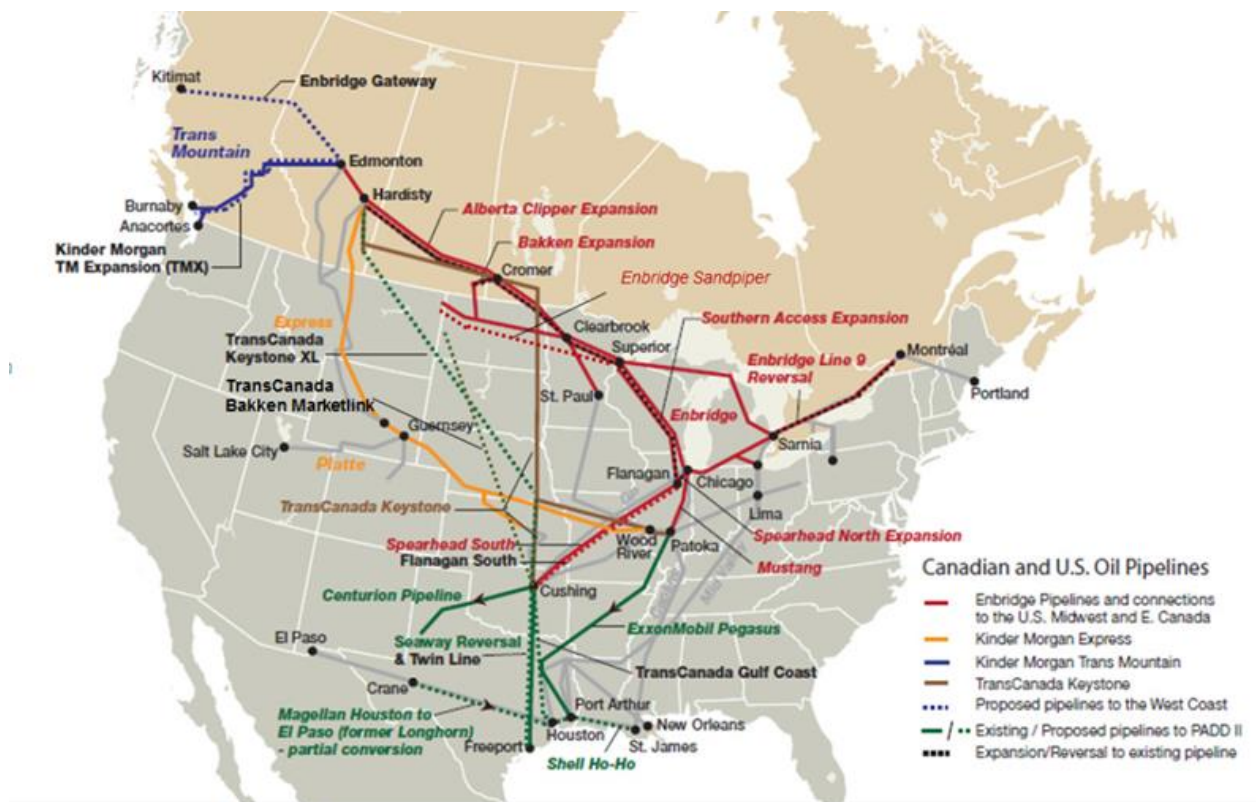 Kitimat
Enbridge Gateway
Trans
Mountain
Edmonton
Hardisty
Burnaby
Anacortes
Alberta Clipper Expansion
Kinder Morgan
TM Expansion (TMX)
Bakken Expansion
Cromer
Enbridge Sandpiper
Express
TransCanada
Keystone XL
Clearbrook
Superior
Southern Access Expansion
Enbridge Line 9
Reversal
Montréal
Portland
TransCanada
Bakken Marketlink
St. Paul
Enbridge
Guernsey
Salt Lake City
Platte
Sarnia
Flanagan
Chicago
Lima
TransCanada Keystone
Spearhead South
Flanagan South
Wood
River
Patoka
Spearhead North Expansion
Mustang
Cushing
Centurion Pipeline
Mid Valley
El Paso
Seaway Reversal
& Twin Line
ExxonMobil Pegasus
TransCanada Gulf Coast
Crane
Port Arthur
Magellan Houston to
El Paso (former Longhorn)
- partial conversion
Houston
New Orleans
St. James
Freeport
Shell Ho-Ho
Canadian and U.S. Oil Pipelines
Enbridge Pipelines and connections
to the U.S. Midwest and E. Canada
Kinder Morgan Express
Kinder Morgan Trans Mountain
TransCanada Keystone
Proposed pipelines to the West Coast
/ Existing / Proposed pipelines to PADD II
Expansion/Reversal to existing pipeline